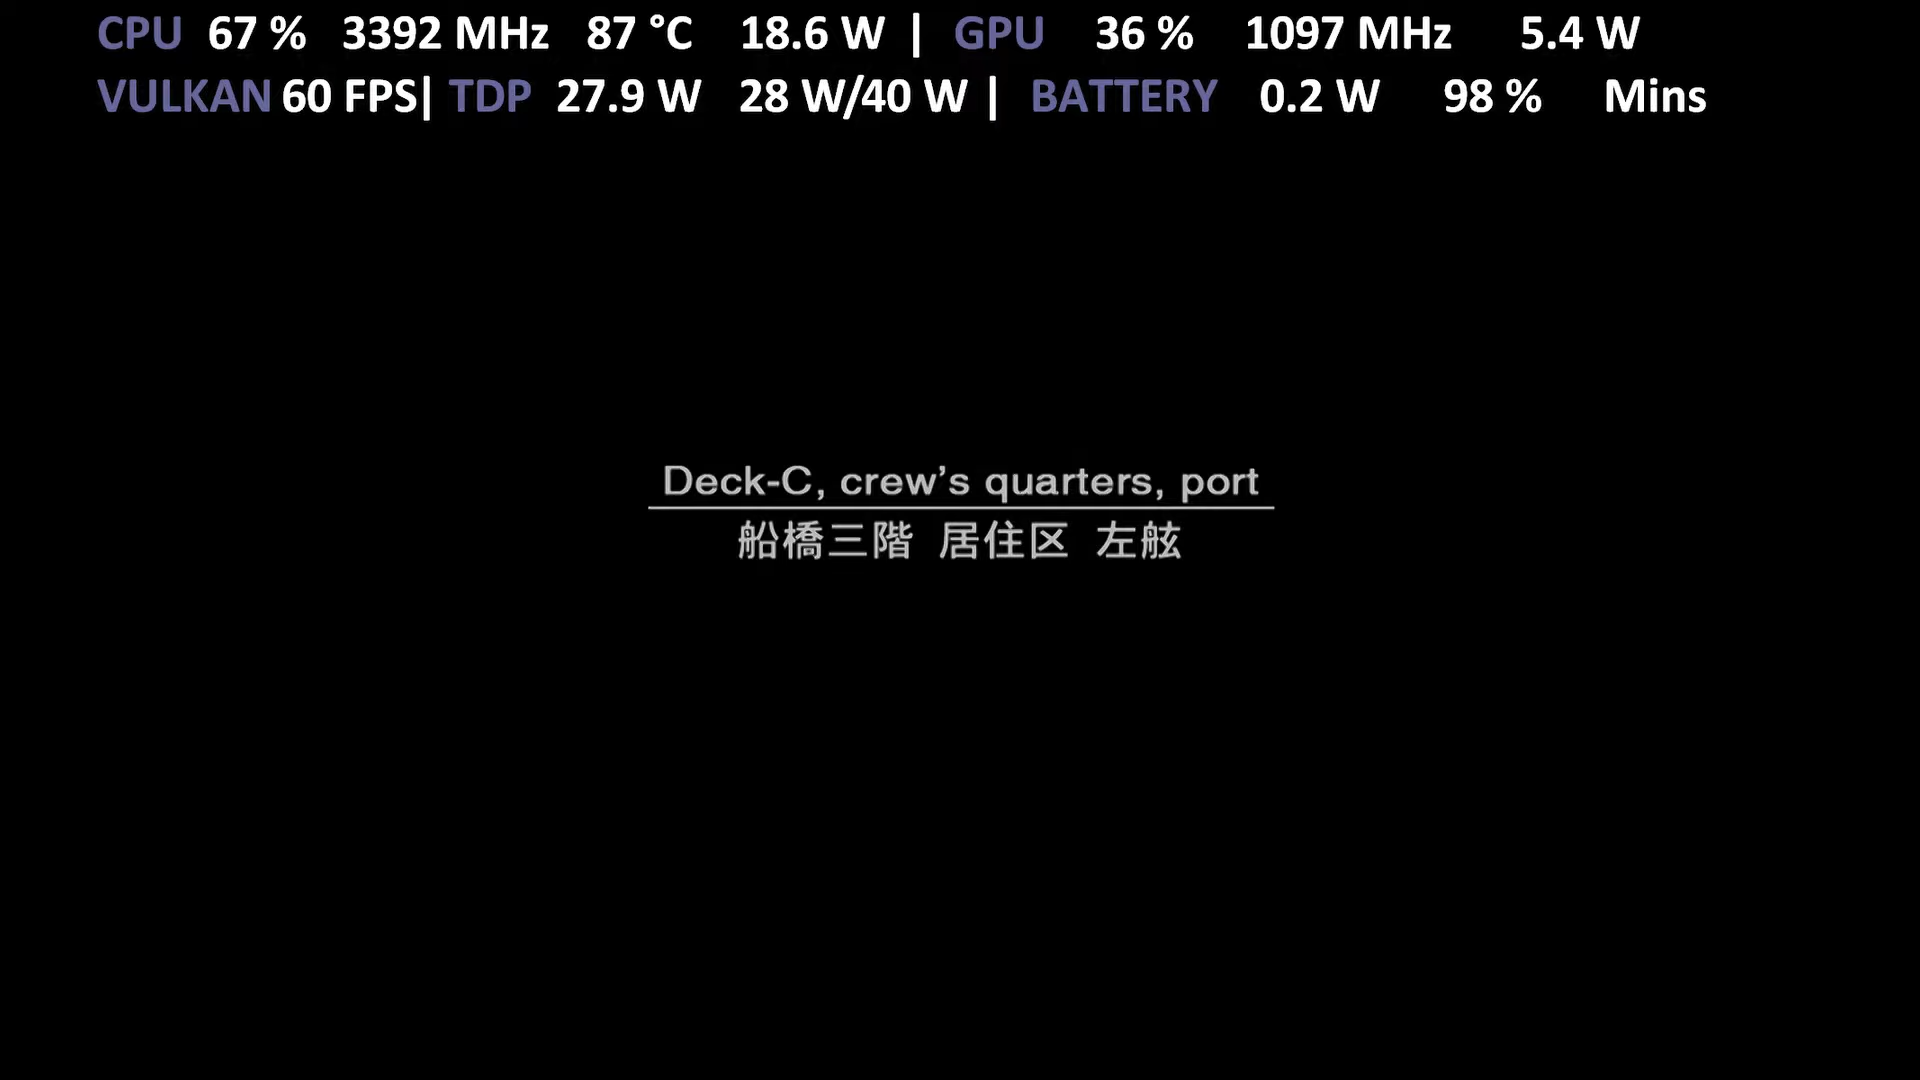 CPU 67 % 3392 MHz 87 °C 18.6 W | GPU 36 % 1097 MHz 5.4 W
VULKAN 60 FPS| TDP 27.9 W 28 W/40 W | BATTERY 0.2 W 98 % Mins
Deck-C, crew’s quarters, port
船橋三階 居住区 左舷